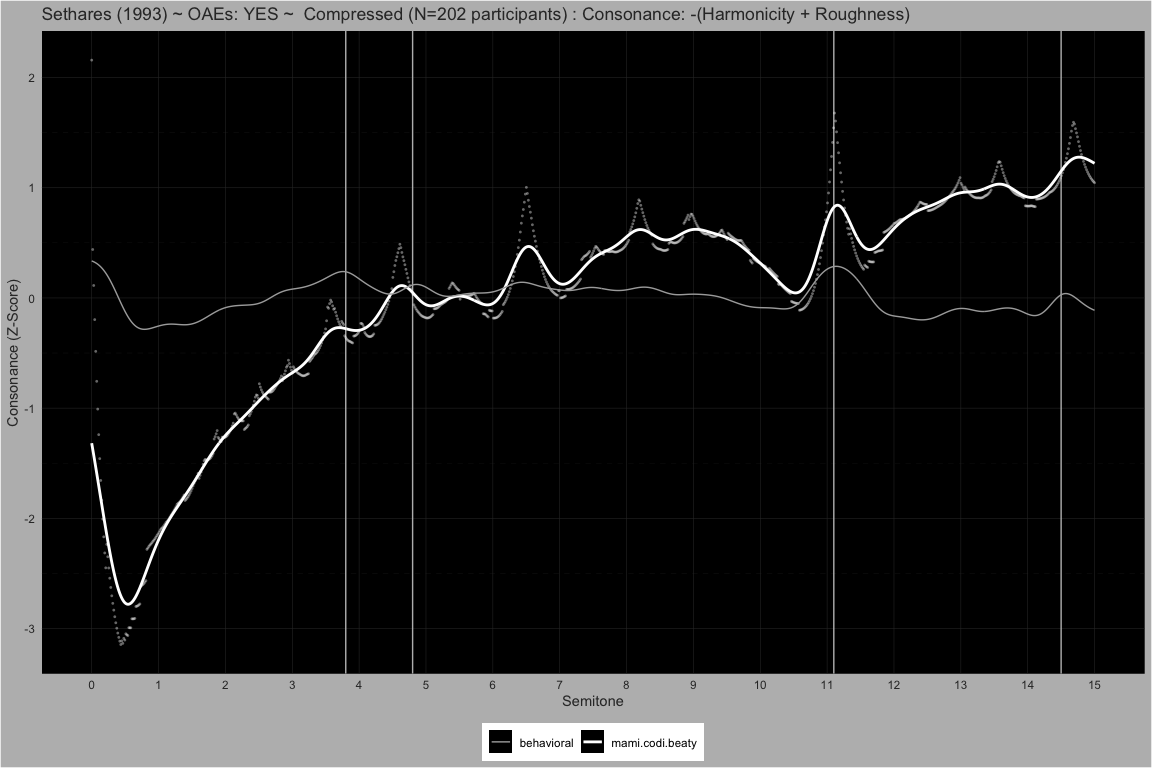 Sethares (1993) ~ OAEs: YES ~  Compressed (N=202 participants) : Consonance: -(Harmonicity + Roughness)
Consonance (Z-Score)
2
1
0
-1
-2
-3
0 1 2 3 4 5 6 7 8 9 10 11 12 13 14 15
Semitone
behavioral mami.codi.beaty